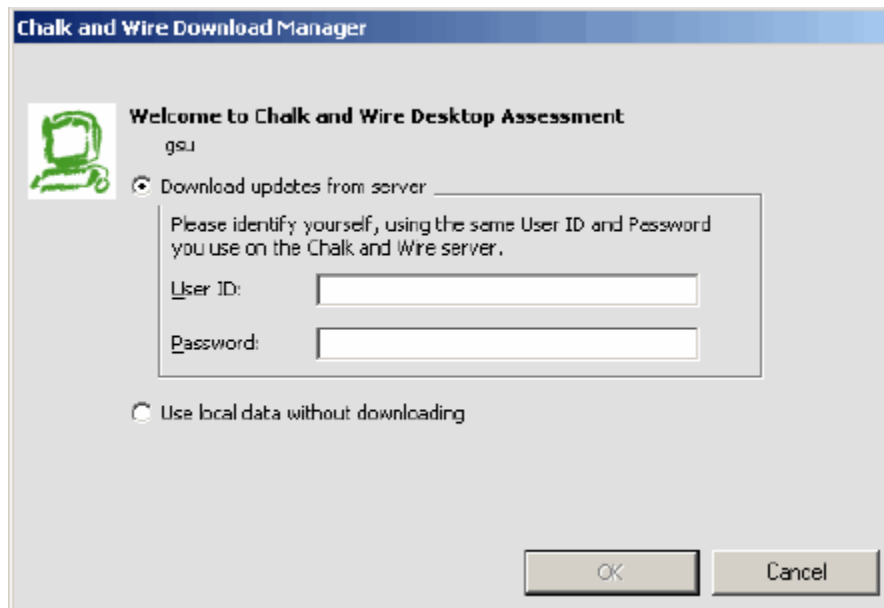 Chalk and Wire Download Manager
Welcome to Chalk and Wire Desktop Assessment
gsu
Download updates from server
Please identify yourself, using the same User ID and Password
you use on the Chalk and Wire server.
User ID:
Password:
Use local data without downloading
OK
Cancel